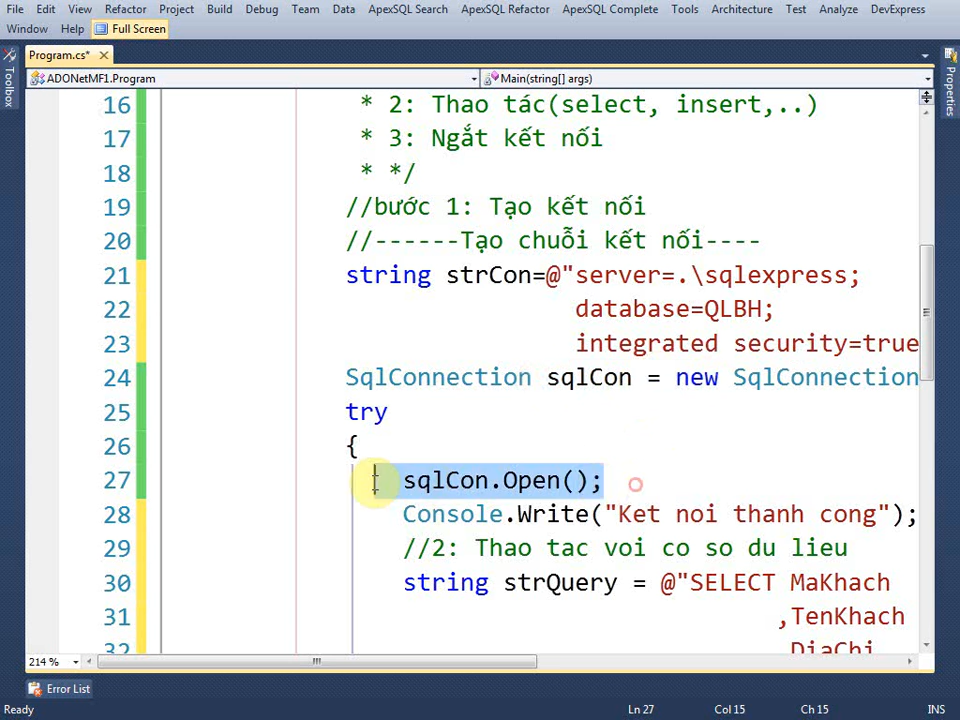 File Edit View Refactor Project Build Debug Team Data ApexSQL Search ApexSQL Refactor ApexSQL Complete Tools Architecture Test Analyze DevExpress
Window Help Full Screen
Program.cs*
Toolbox
Properties
ADONetMF1.Program Main(string[] args)
16 * 2: Thao tác(select, insert,..)
17 * 3: Ngắt kết nối
18 * */
19 //bước 1: Tạo kết nối
20 //------Tạo chuỗi kết nối----
21 string strCon=@"server=.\sqlexpress;
22 database=QLBH;
23 integrated security=true
24 SqlConnection sqlCon = new SqlConnection
25 try
26 {
27 sqlCon.Open();
28 Console.Write("Ket noi thanh cong");
29 //2: Thao tac voi co so du lieu
30 string strQuery = @"SELECT MaKhach
31 ,TenKhach
32 ,DiaChi
214 %
Error List
Ready Ln 27 Col 15 Ch 15 INS